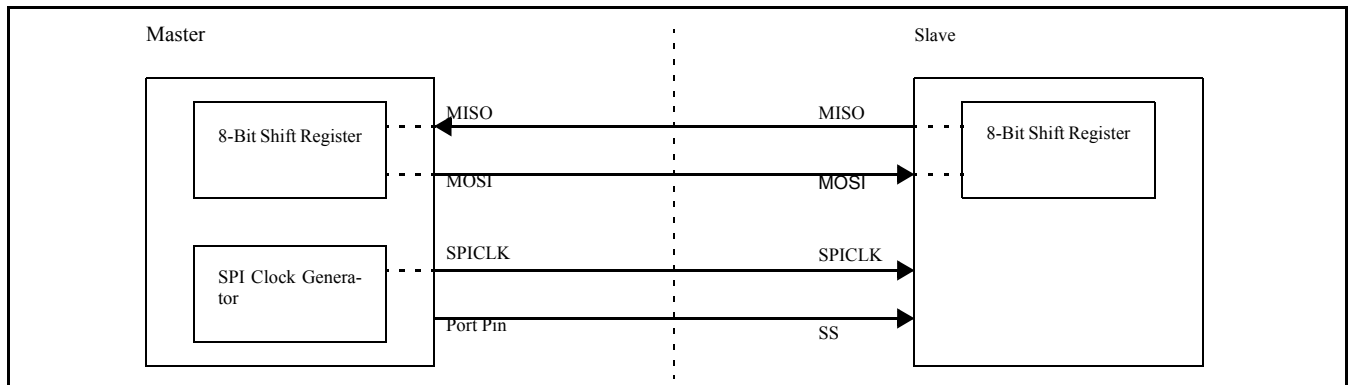 Master
Slave
MISO
MISO
8-Bit Shift Register
8-Bit Shift Register
MOSI
MOSI
SPICLK
SPICLK
SPI Clock Genera-
tor
Port Pin
SS